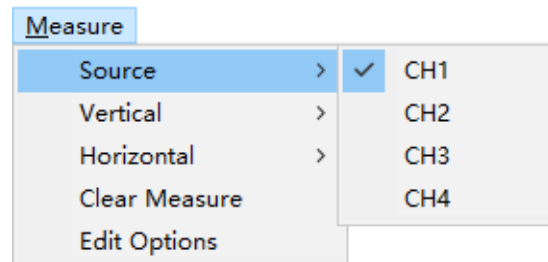 Measure
Source
Vertical
Horizontal
Clear Measure
Edit Options
CH1
CH2
CH3
CH4